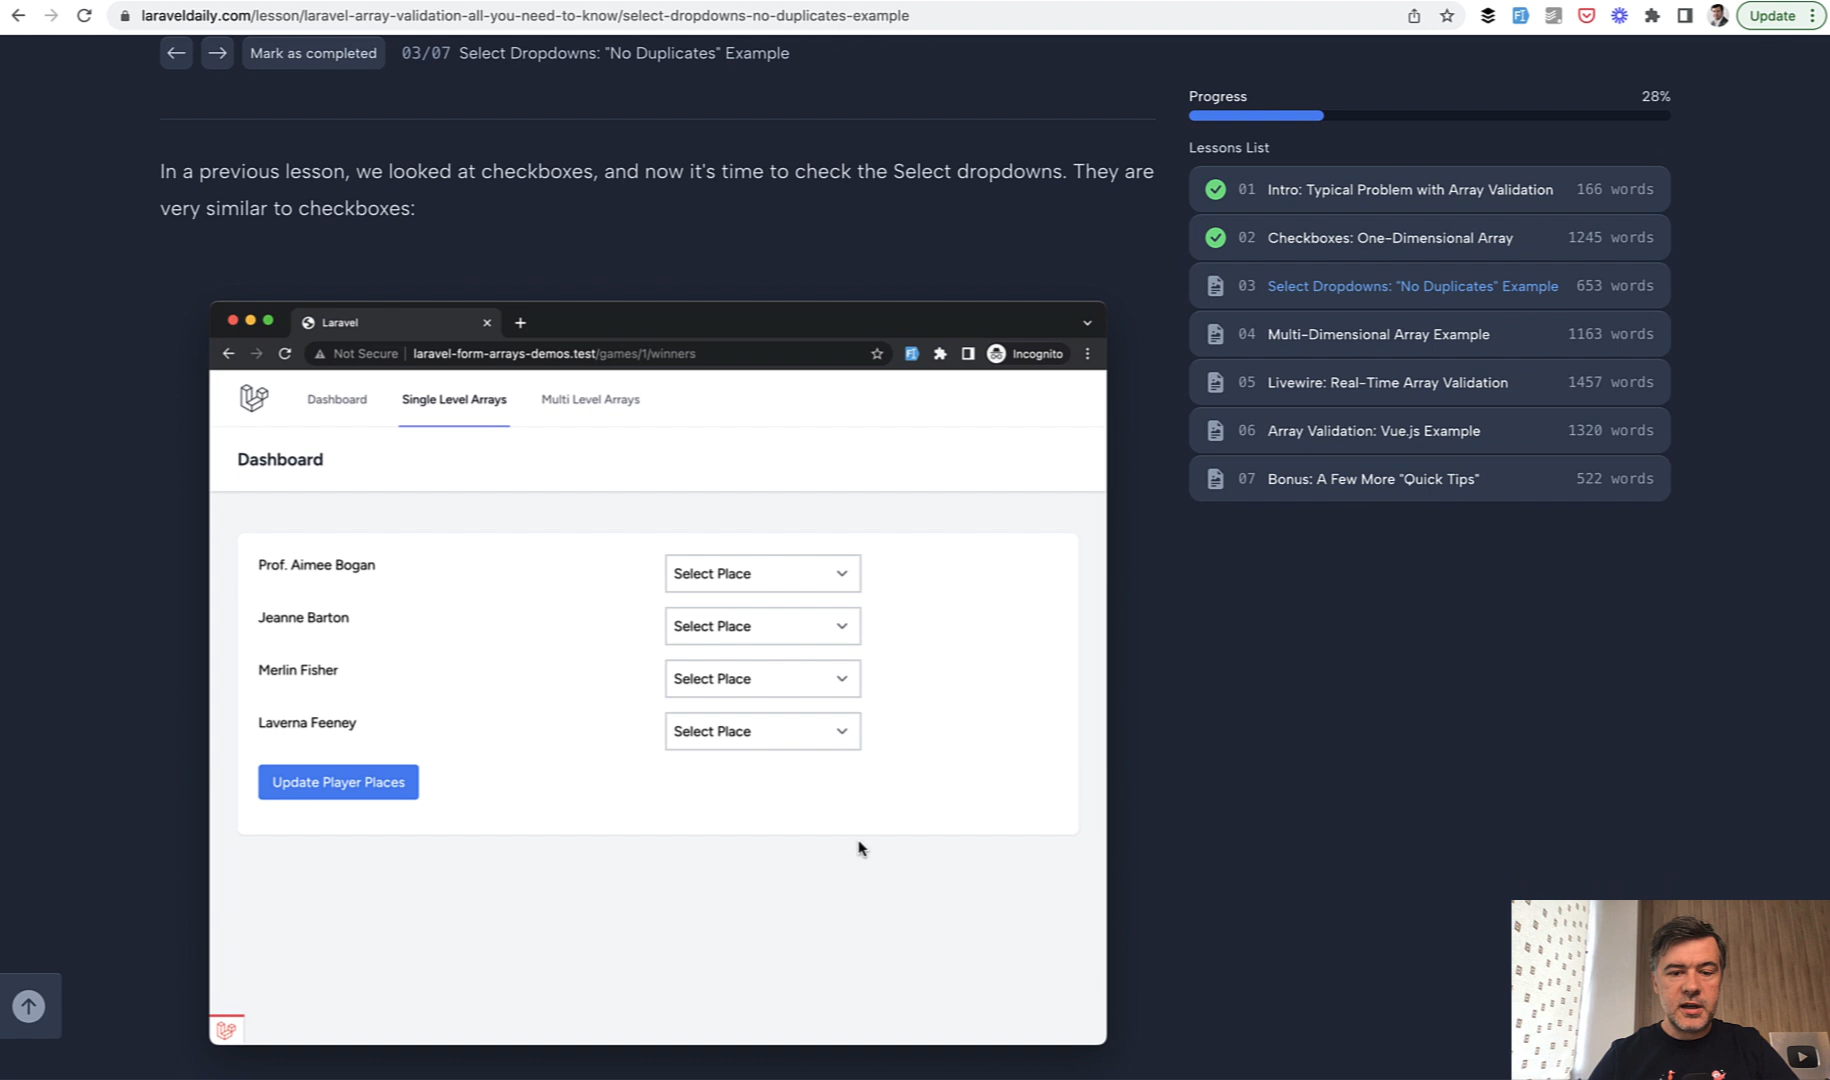 laraveldaily.com/lesson/laravel-array-validation-all-you-need-to-know/select-dropdowns-no-duplicates-example
Update
Mark as completed
03/07 Select Dropdowns: "No Duplicates" Example
Progress 28%
Lessons List
01 Intro: Typical Problem with Array Validation 166 words
02 Checkboxes: One-Dimensional Array 1245 words
03 Select Dropdowns: "No Duplicates" Example 653 words
04 Multi-Dimensional Array Example 1163 words
05 Livewire: Real-Time Array Validation 1457 words
06 Array Validation: Vue.js Example 1320 words
07 Bonus: A Few More "Quick Tips" 522 words
In a previous lesson, we looked at checkboxes, and now it's time to check the Select dropdowns. They are
very similar to checkboxes:
Laravel
Not Secure laravel-form-arrays-demos.test/games/1/winners
Incognito
Dashboard Single Level Arrays Multi Level Arrays
Dashboard
Prof. Aimee Bogan Select Place
Jeanne Barton Select Place
Merlin Fisher Select Place
Laverna Feeney Select Place
Update Player Places